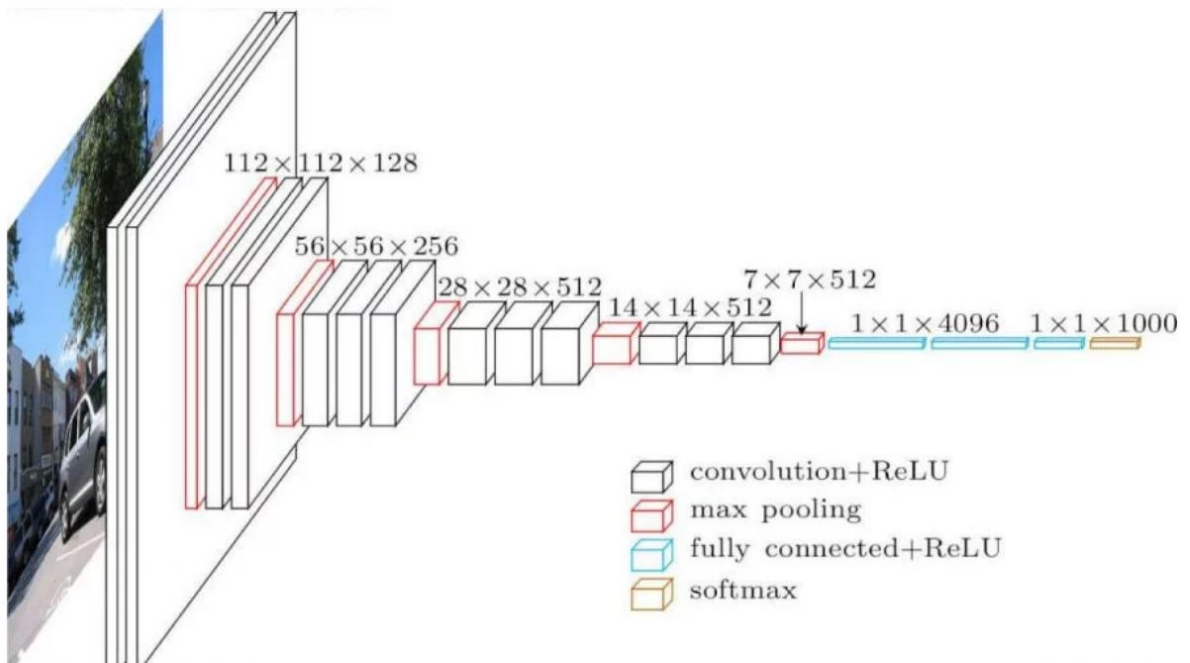 112×112×128
56×56×256
28×28×512
14×14×512
7×7×512
1×1×4096
1×1×1000
convolution+ReLU
max pooling
fully connected+ReLU
softmax